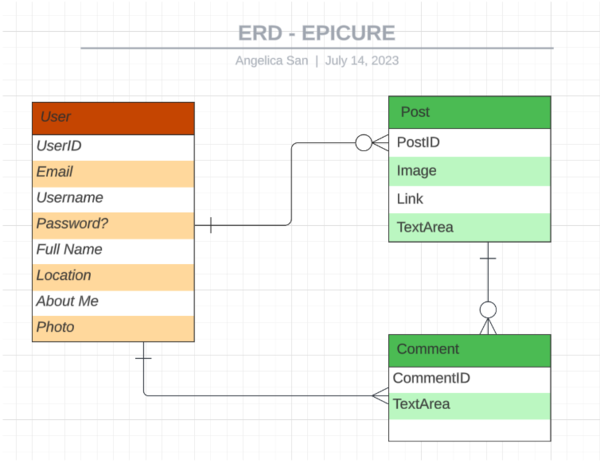 ERD - EPICURE
Angelica San | July 14, 2023
User
UserID
Email
Username
Password?
Full Name
Location
About Me
Photo
Post
PostID
Image
Link
TextArea
Comment
CommentID
TextArea